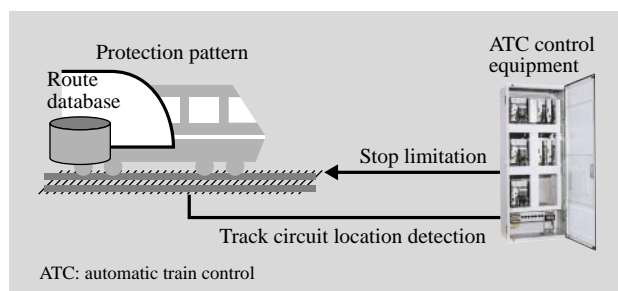 Protection pattern
Route
database
ATC control
equipment
Stop limitation
Track circuit location detection
ATC: automatic train control